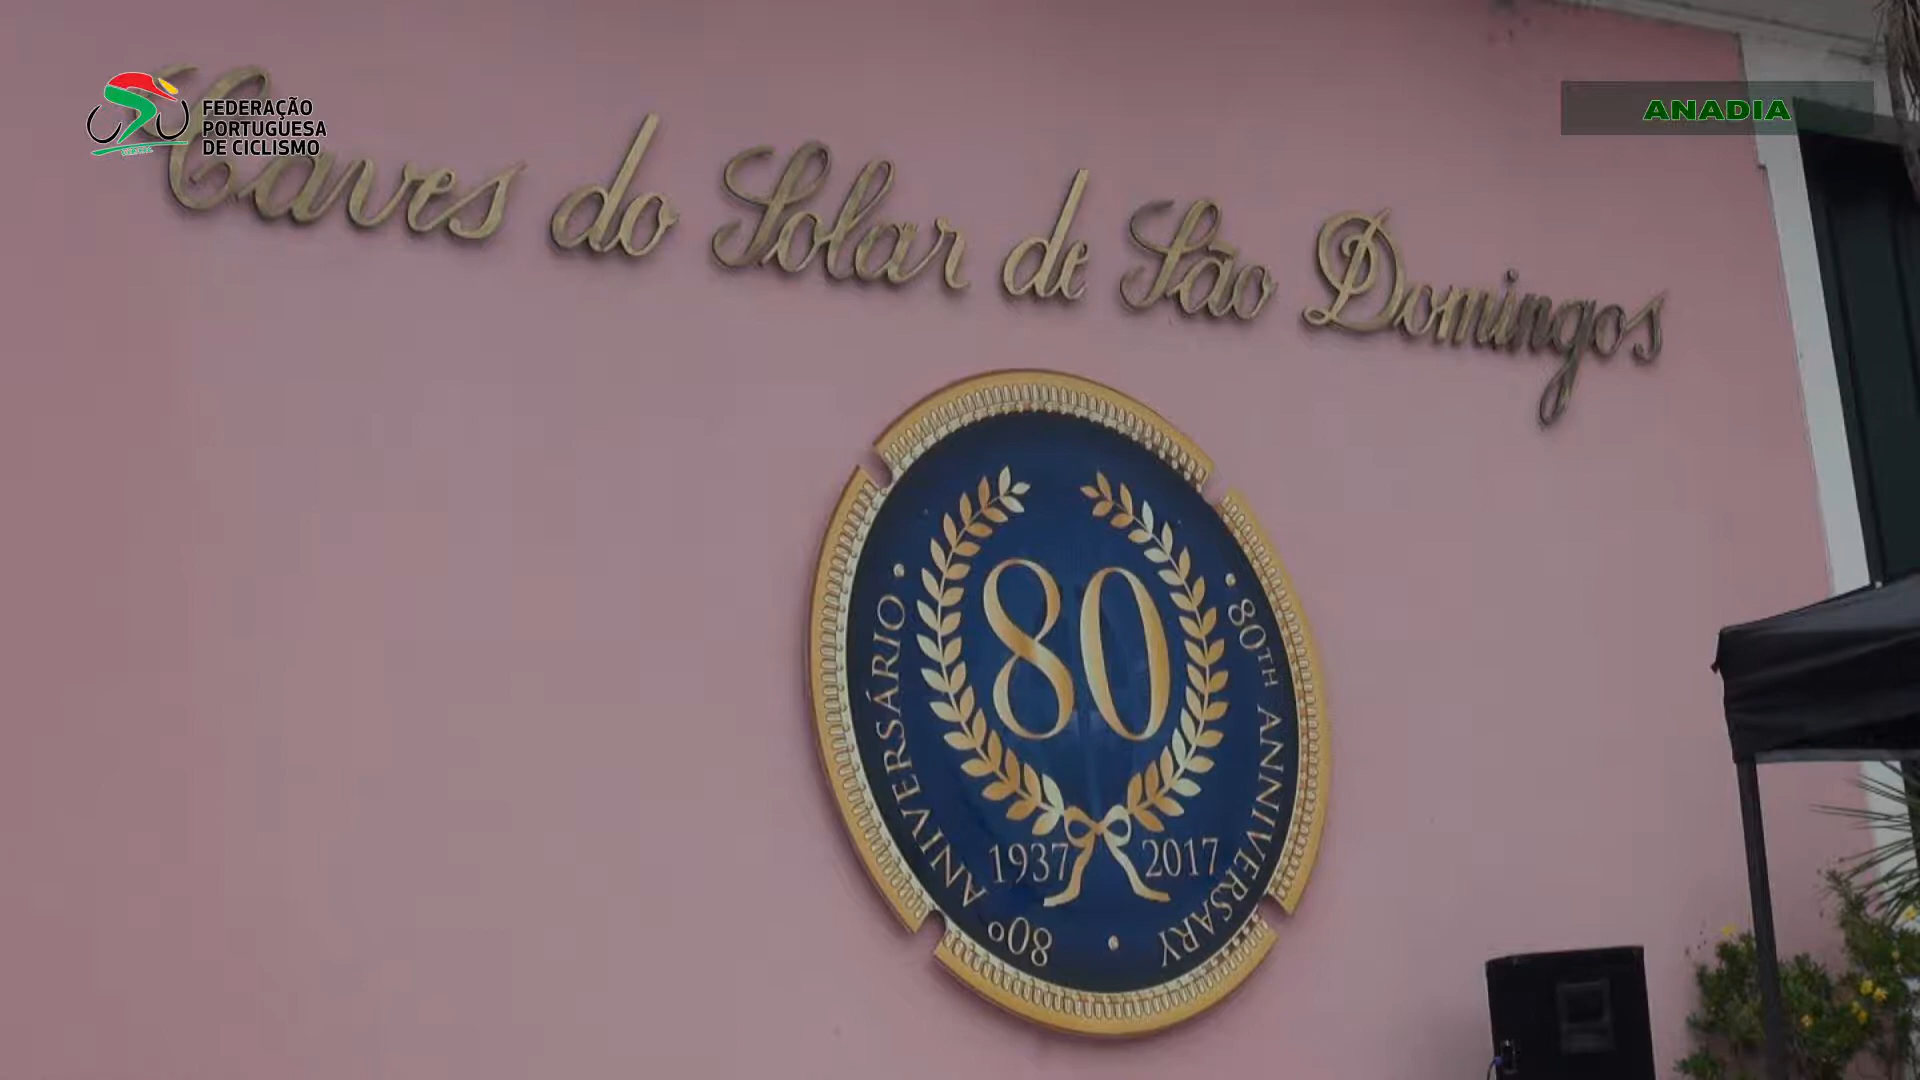 FEDERAÇÃO
PORTUGUESA
DE CICLISMO
ANADIA
Caves do Solar de São Domingos
80
1937 2017
80º ANIVERSÁRIO
80TH ANNIVERSARY